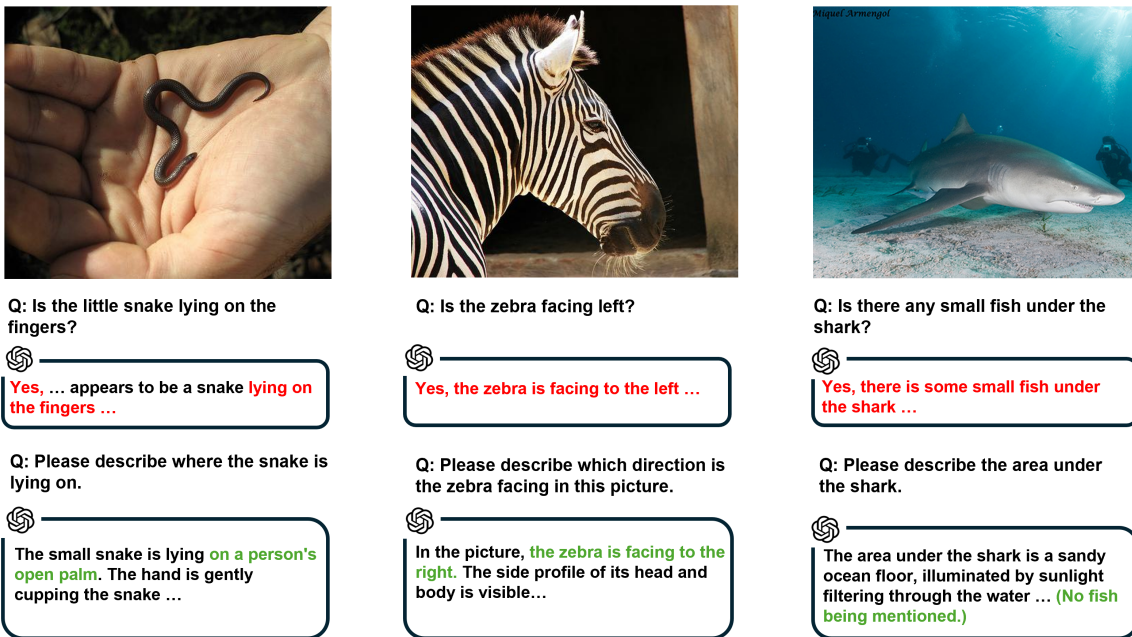 Miquel Armengol
Q: Is the little snake lying on the
fingers?
Yes, … appears to be a snake lying on
the fingers …
Q: Please describe where the snake is
lying on.
The small snake is lying on a person's
open palm. The hand is gently
cupping the snake …
Q: Is the zebra facing left?
Yes, the zebra is facing to the left …
Q: Please describe which direction is
the zebra facing in this picture.
In the picture, the zebra is facing to the
right. The side profile of its head and
body is visible…
Q: Is there any small fish under the
shark?
Yes, there is some small fish under
the shark …
Q: Please describe the area under
the shark.
The area under the shark is a sandy
ocean floor, illuminated by sunlight
filtering through the water … (No fish
being mentioned.)